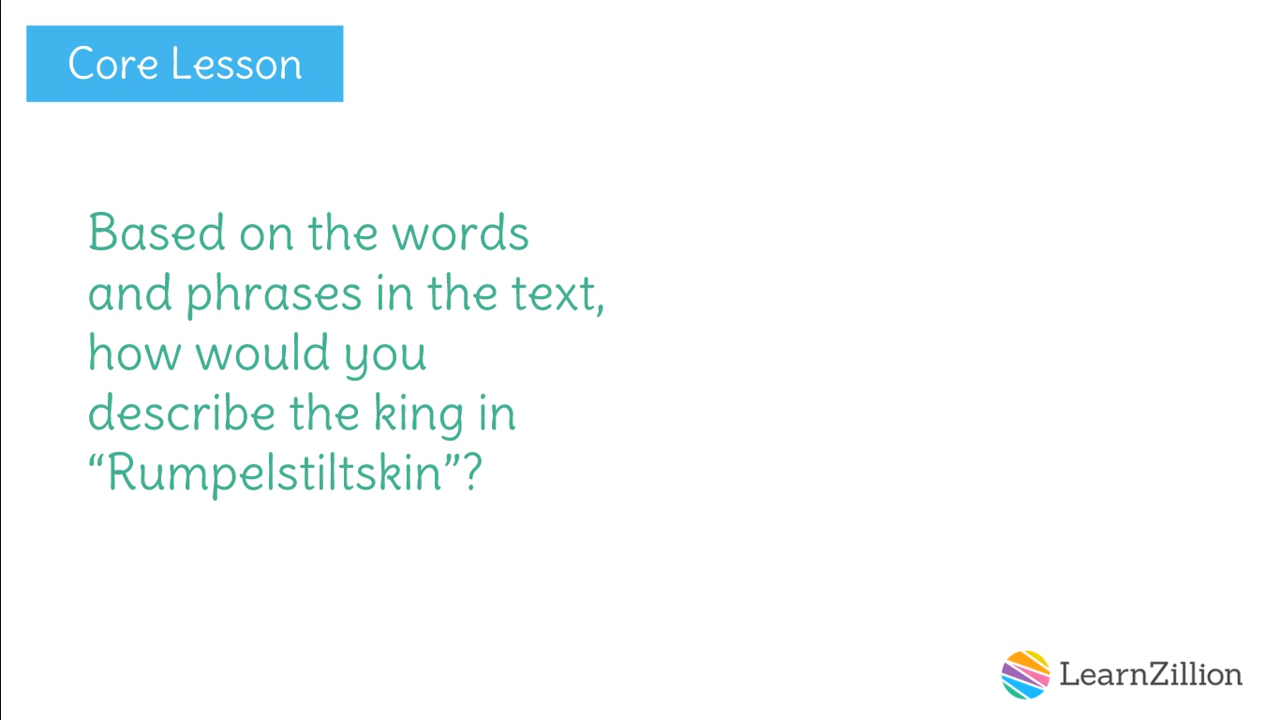 Core Lesson
Based on the words
and phrases in the text,
how would you
describe the king in
“Rumpelstiltskin”?
LearnZillion